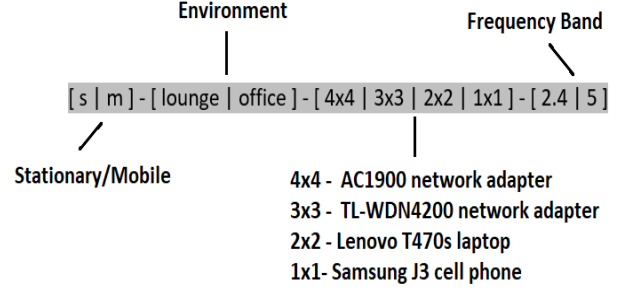 Environment
Frequency Band
[ s | m ] - [ lounge | office ] - [ 4x4 | 3x3 | 2x2 | 1x1 ] - [ 2.4 | 5 ]
Stationary/Mobile
4x4 - AC1900 network adapter
3x3 - TL-WDN4200 network adapter
2x2 - Lenovo T470s laptop
1x1- Samsung J3 cell phone